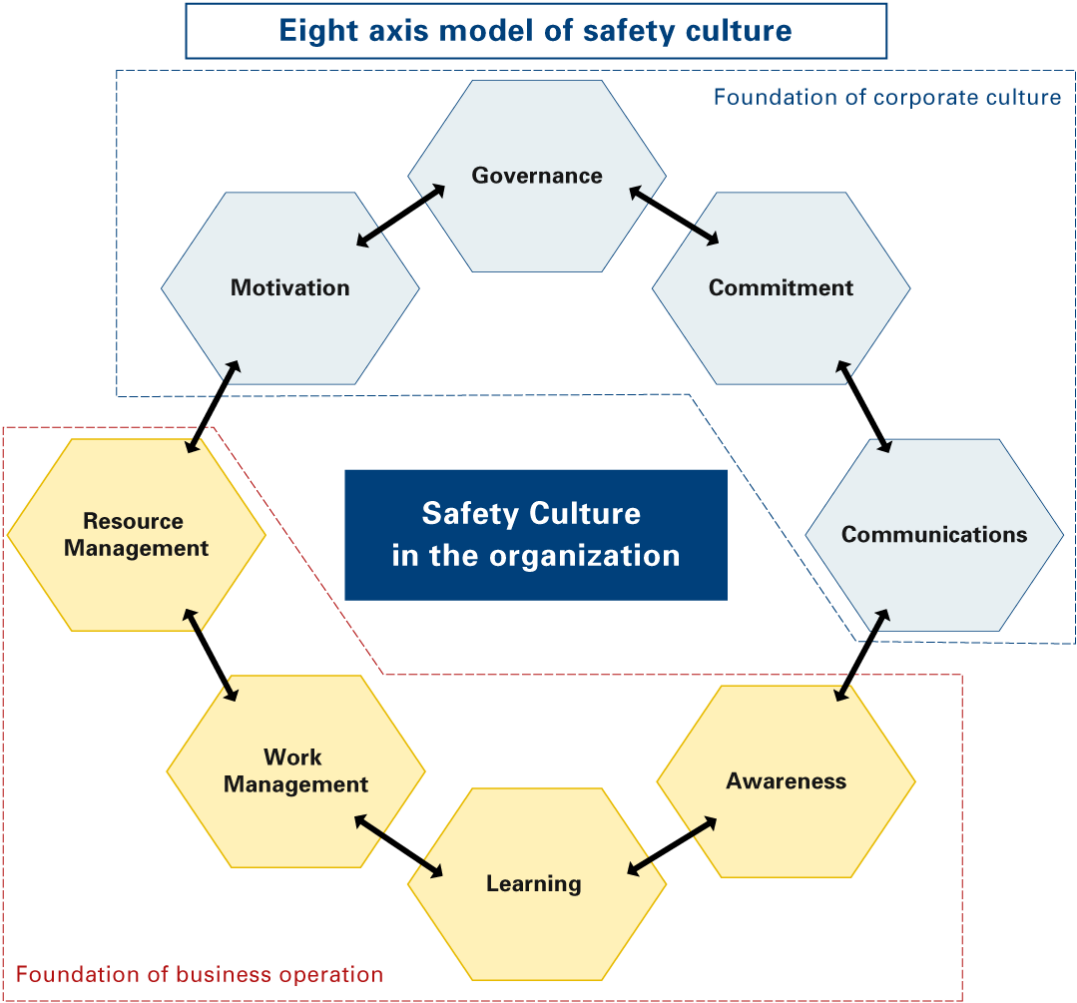 Eight axis model of safety culture
Foundation of corporate culture
Governance
Motivation
Commitment
Resource
Management
Safety Culture
in the organization
Communications
Work
Management
Awareness
Learning
Foundation of business operation